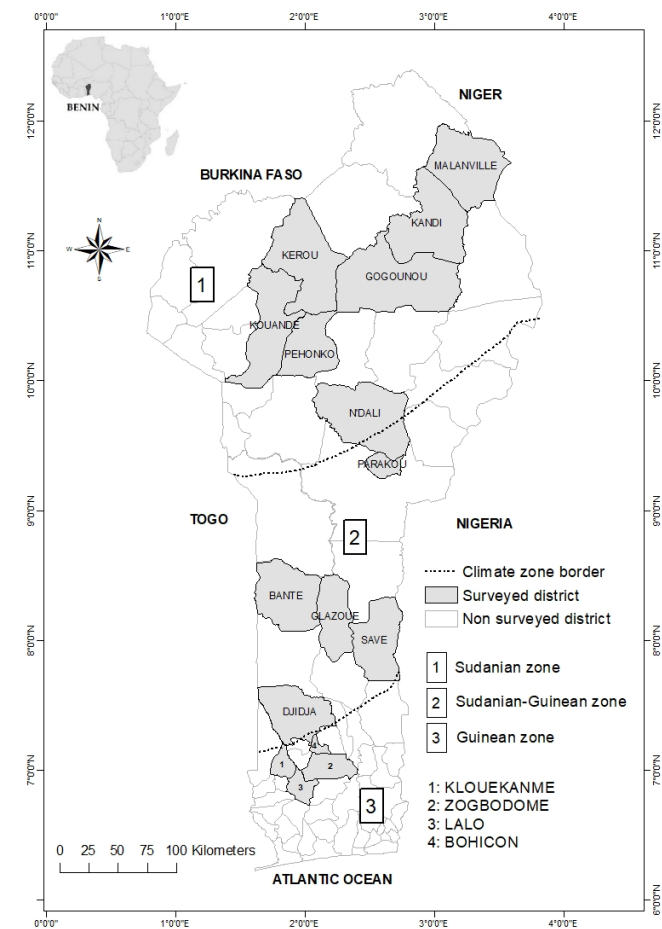 0°0'0" 1°0'0"E 2°0'0"E 3°0'0"E 4°0'0"E
BENIN
NIGER
12°0'0"N 12°0'0"N
MALANVILLE
BURKINA FASO
N
W E
S
KANDI
11°0'0"N 11°0'0"N
KEROU
GOGOUNOU
1
KOUANDE
PEHONKO
10°0'0"N 10°0'0"N
N'DALI
PARAKOU
9°0'0"N 9°0'0"N
TOGO
NIGERIA
2
Climate zone border
Surveyed district
Non surveyed district
BANTE
GLAZOUE
SAVE
8°0'0"N 8°0'0"N
1 Sudanian zone
2 Sudanian-Guinean zone
3 Guinean zone
DJIDJA
4
1
2
3
7°0'0"N 7°0'0"N
3
1: KLOUEKANME
2: ZOGBODOME
3: LALO
4: BOHICON
0 25 50 75 100 Kilometers
ATLANTIC OCEAN
6°0'0"N
0°0'0" 1°0'0"E 2°0'0"E 3°0'0"E 4°0'0"E